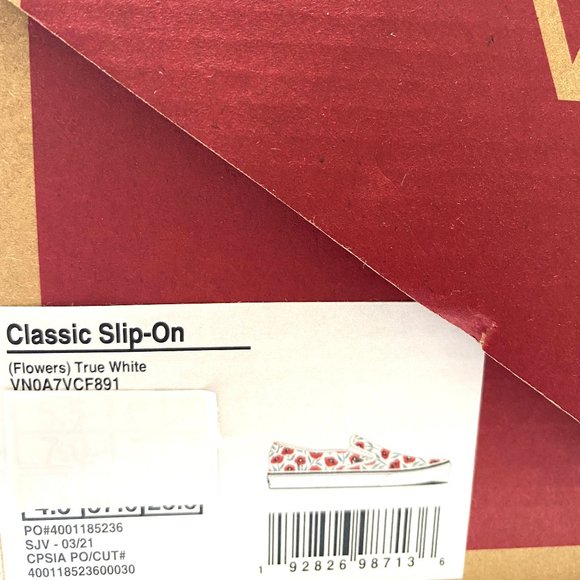 Classic Slip-On
(Flowers) True White
VN0A7VCF891
PO#4001185236
SJV - 03/21
CPSIA PO/CUT#
400118523600030
1 92826 98713 6